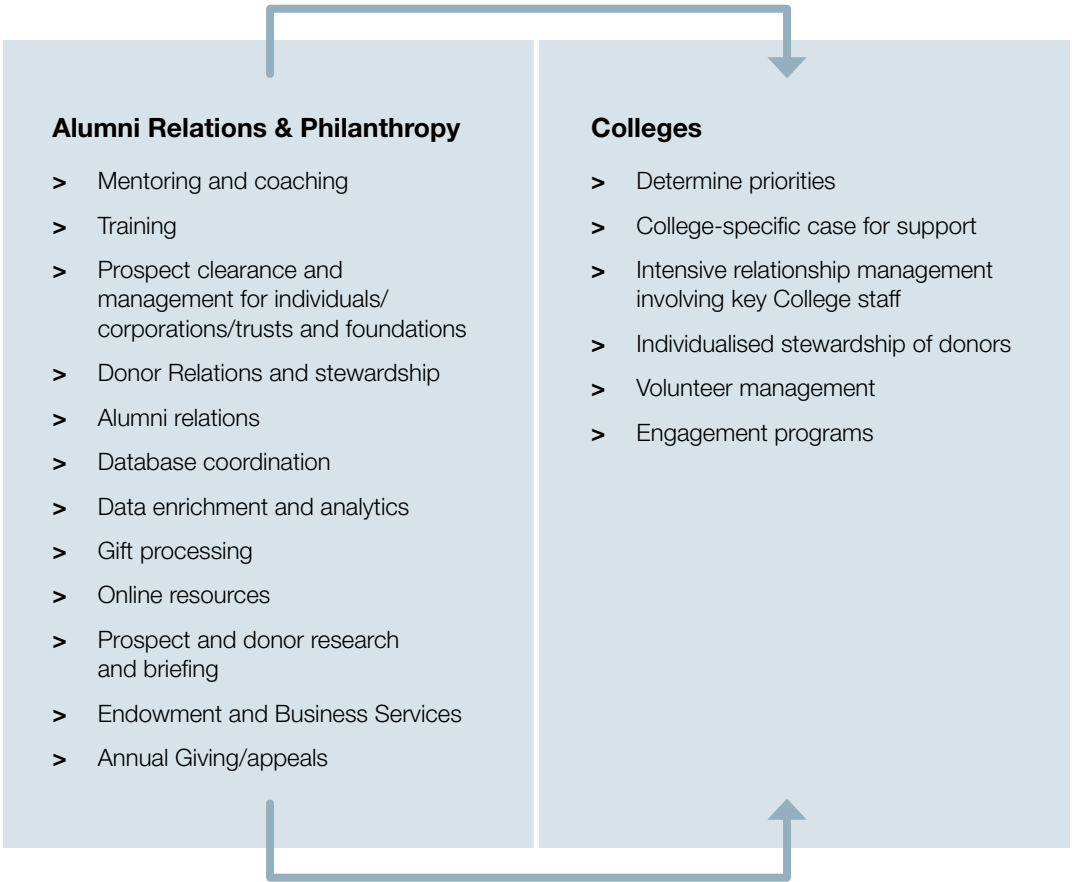 Alumni Relations & Philanthropy
> Mentoring and coaching
> Training
> Prospect clearance and
management for individuals/
corporations/trusts and foundations
> Donor Relations and stewardship
> Alumni relations
> Database coordination
> Data enrichment and analytics
> Gift processing
> Online resources
> Prospect and donor research
and briefing
> Endowment and Business Services
> Annual Giving/appeals
Colleges
> Determine priorities
> College-specific case for support
> Intensive relationship management
involving key College staff
> Individualised stewardship of donors
> Volunteer management
> Engagement programs